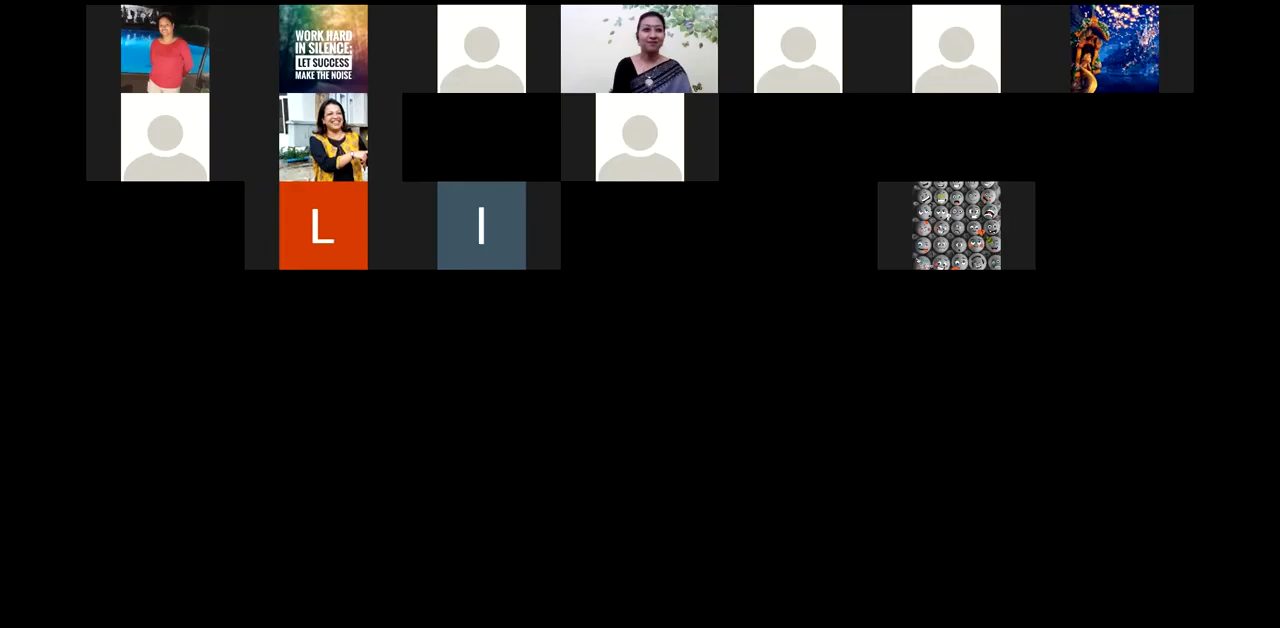 WORK HARD
IN SILENCE;
LET SUCCESS
MAKE THE NOISE
L
I